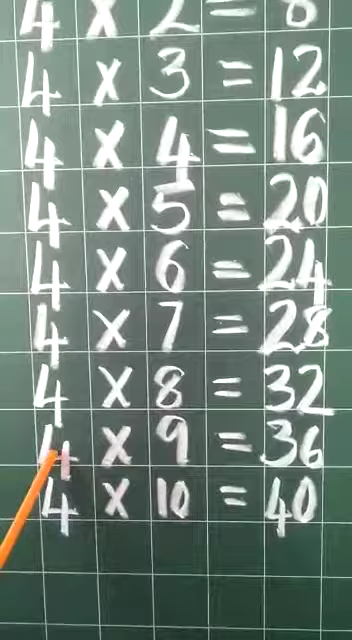 4 × 2 = 8
4 × 3 = 12
4 × 4 = 16
4 × 5 = 20
4 × 6 = 24
4 × 7 = 28
4 × 8 = 32
4 × 9 = 36
4 × 10 = 40